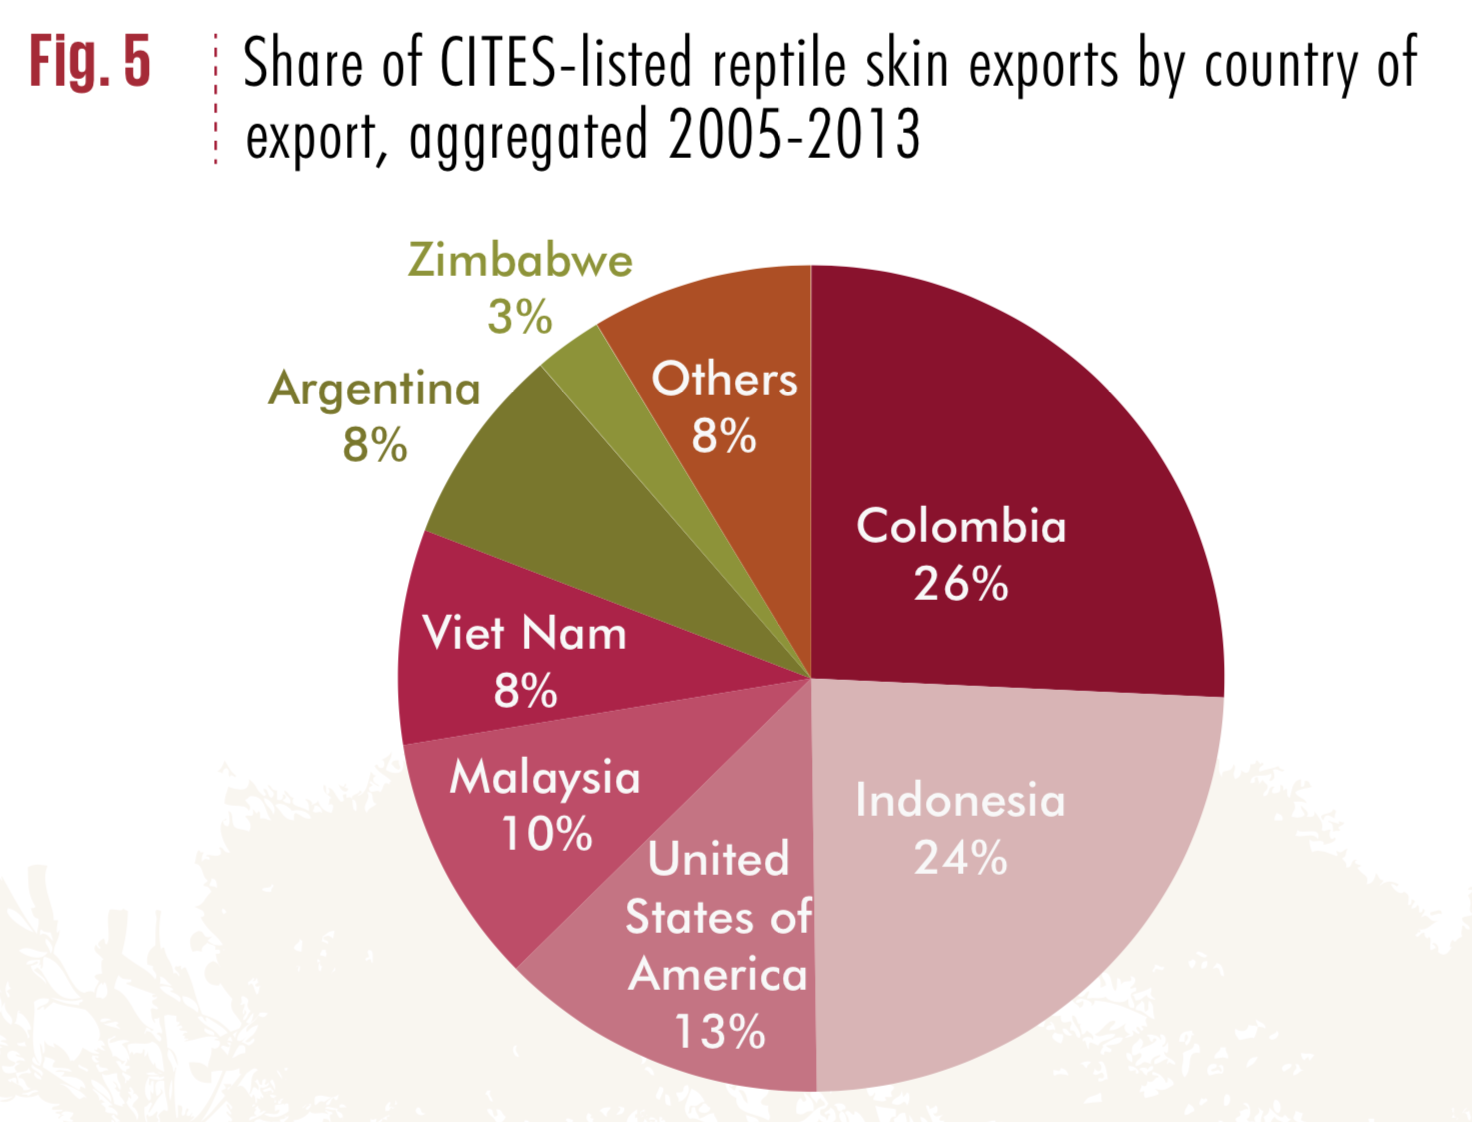 Fig. 5
Share of CITES-listed reptile skin exports by country of
export, aggregated 2005-2013
Zimbabwe
3%
Argentina
8%
Others
8%
Colombia
26%
Viet Nam
8%
Malaysia
10%
Indonesia
24%
United
States of
America
13%